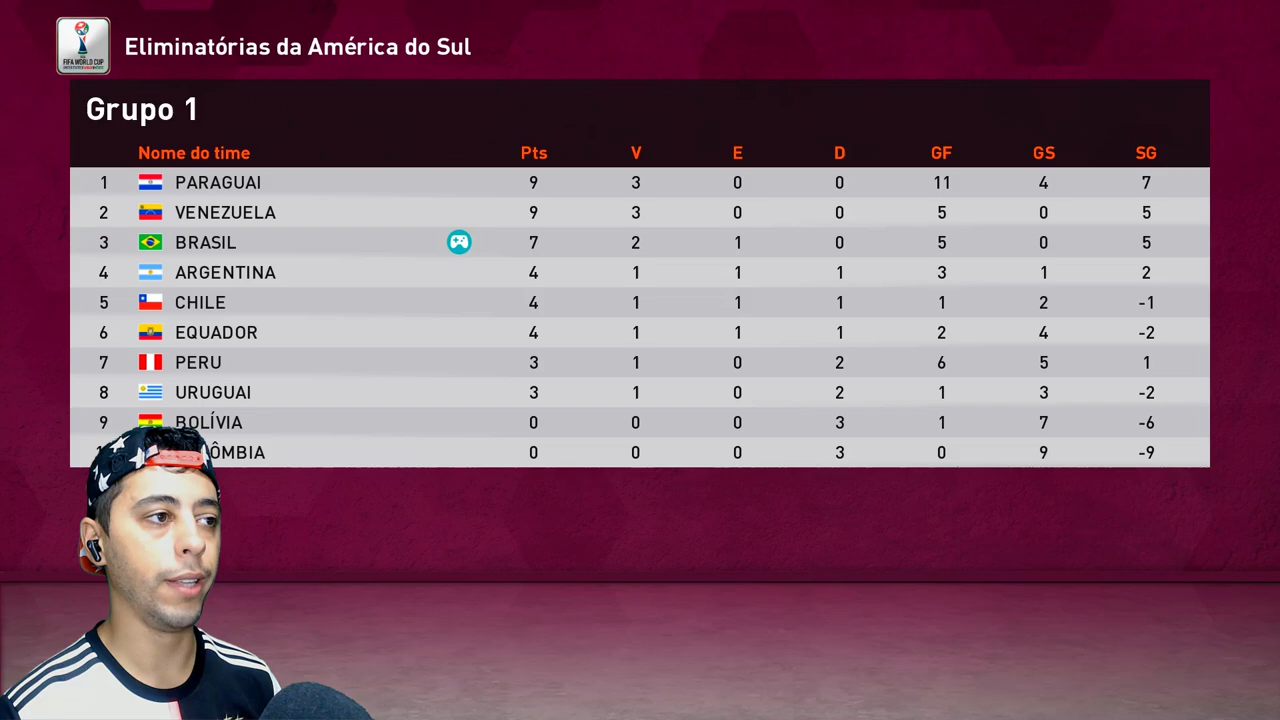 FIFA WORLD CUP
Eliminatórias da América do Sul
Grupo 1
Nome do time Pts V E D GF GS SG
1 PARAGUAI 9 3 0 0 11 4 7
2 VENEZUELA 9 3 0 0 5 0 5
3 BRASIL 7 2 1 0 5 0 5
4 ARGENTINA 4 1 1 1 3 1 2
5 CHILE 4 1 1 1 1 2 -1
6 EQUADOR 4 1 1 1 2 4 -2
7 PERU 3 1 0 2 6 5 1
8 URUGUAI 3 1 0 2 1 3 -2
9 BOLÍVIA 0 0 0 3 1 7 -6
ÔMBIA 0 0 0 3 0 9 -9